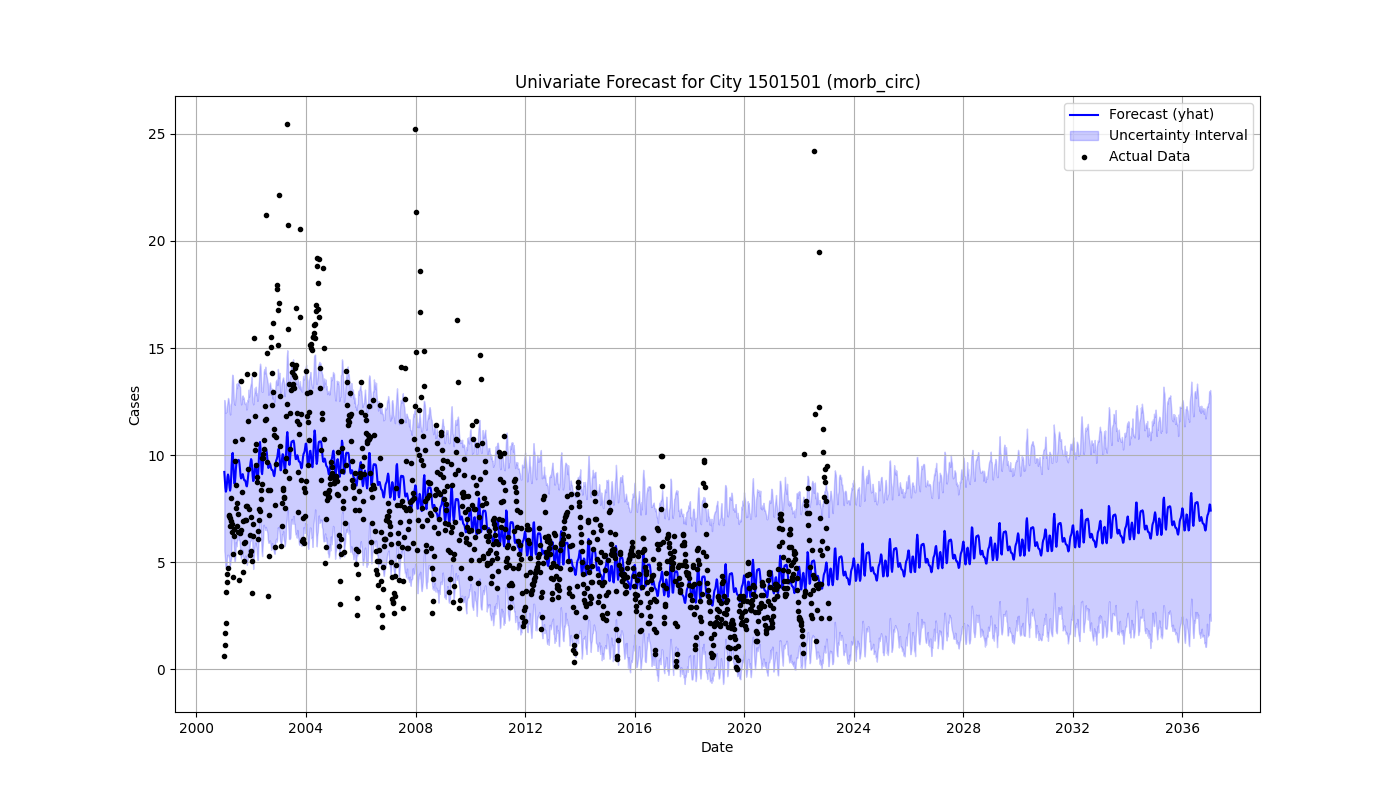 Univariate Forecast for City 1501501 (morb_circ)
Forecast (yhat)
Uncertainty Interval
Actual Data
Cases
25
20
15
10
5
0
2000 2004 2008 2012 2016 2020 2024 2028 2032 2036
Date